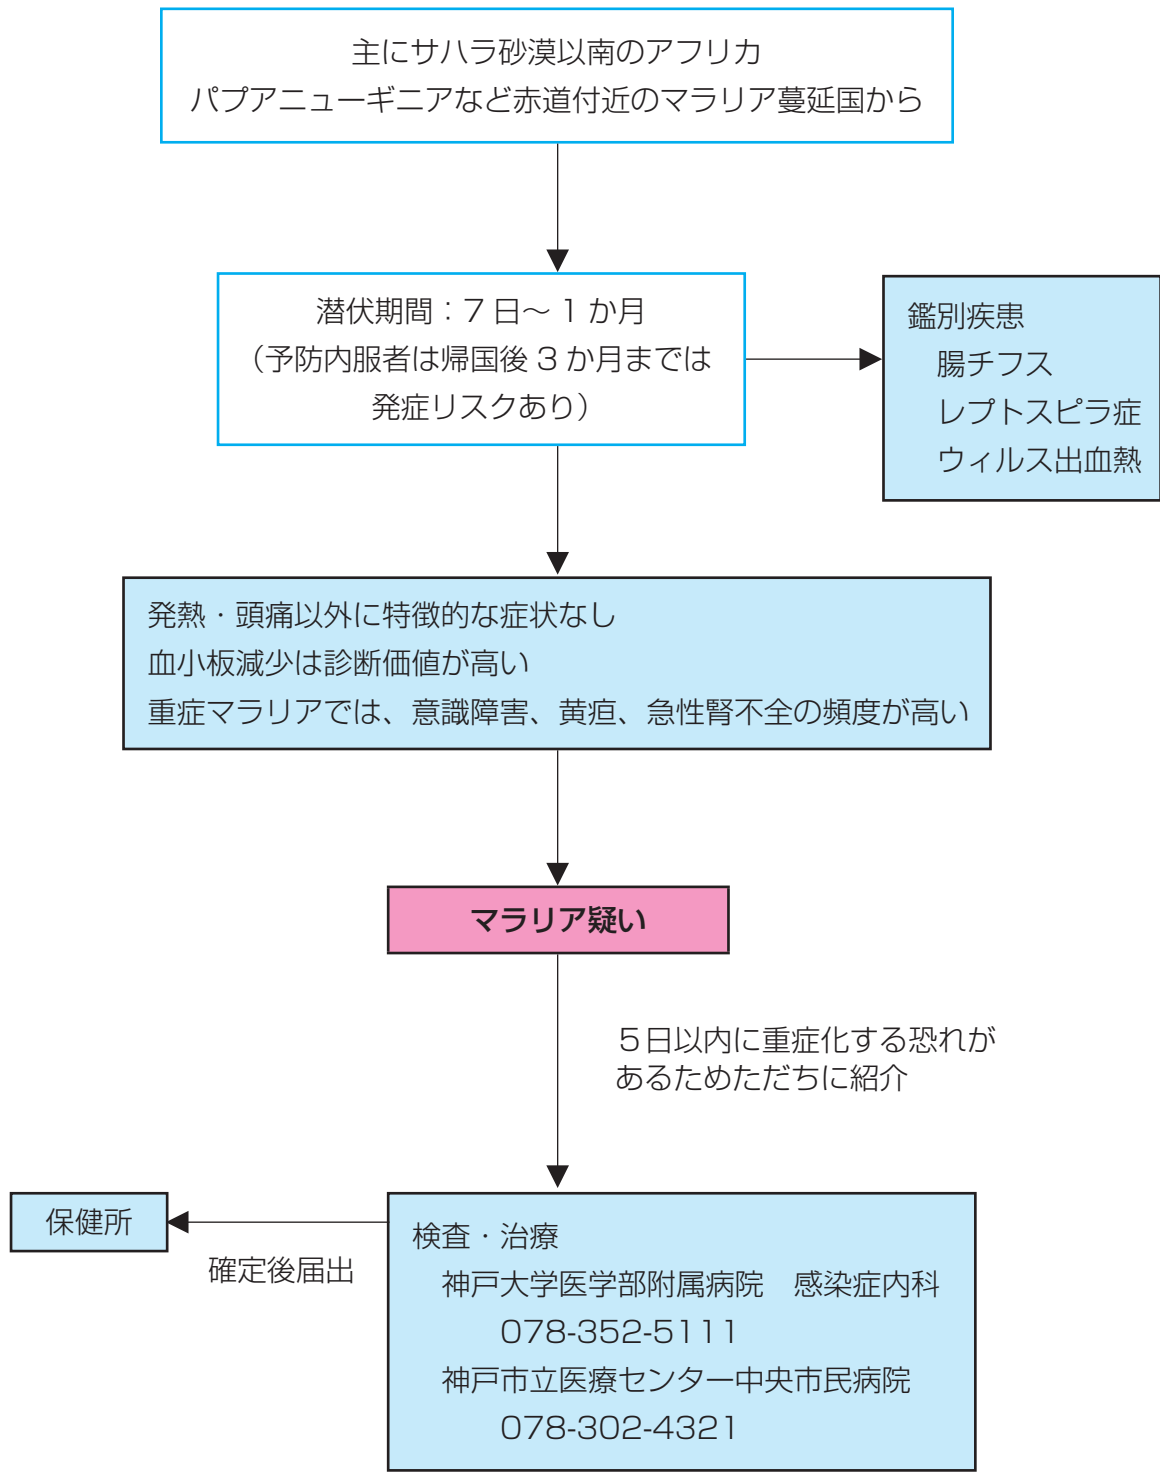 主にサハラ砂漠以南のアフリカ
パプアニューギニアなど赤道付近のマラリア蔓延国から
潜伏期間：7日～1か月
（予防内服者は帰国後3か月までは
発症リスクあり）
鑑別疾患
腸チフス
レプトスピラ症
ウィルス出血熱
発熱・頭痛以外に特徴的な症状なし
血小板減少は診断価値が高い
重症マラリアでは、意識障害、黄疸、急性腎不全の頻度が高い
マラリア疑い
5日以内に重症化する恐れが
あるためただちに紹介
保健所
確定後届出
検査・治療
神戸大学医学部附属病院　感染症内科
078-352-5111
神戸市立医療センター中央市民病院
078-302-4321